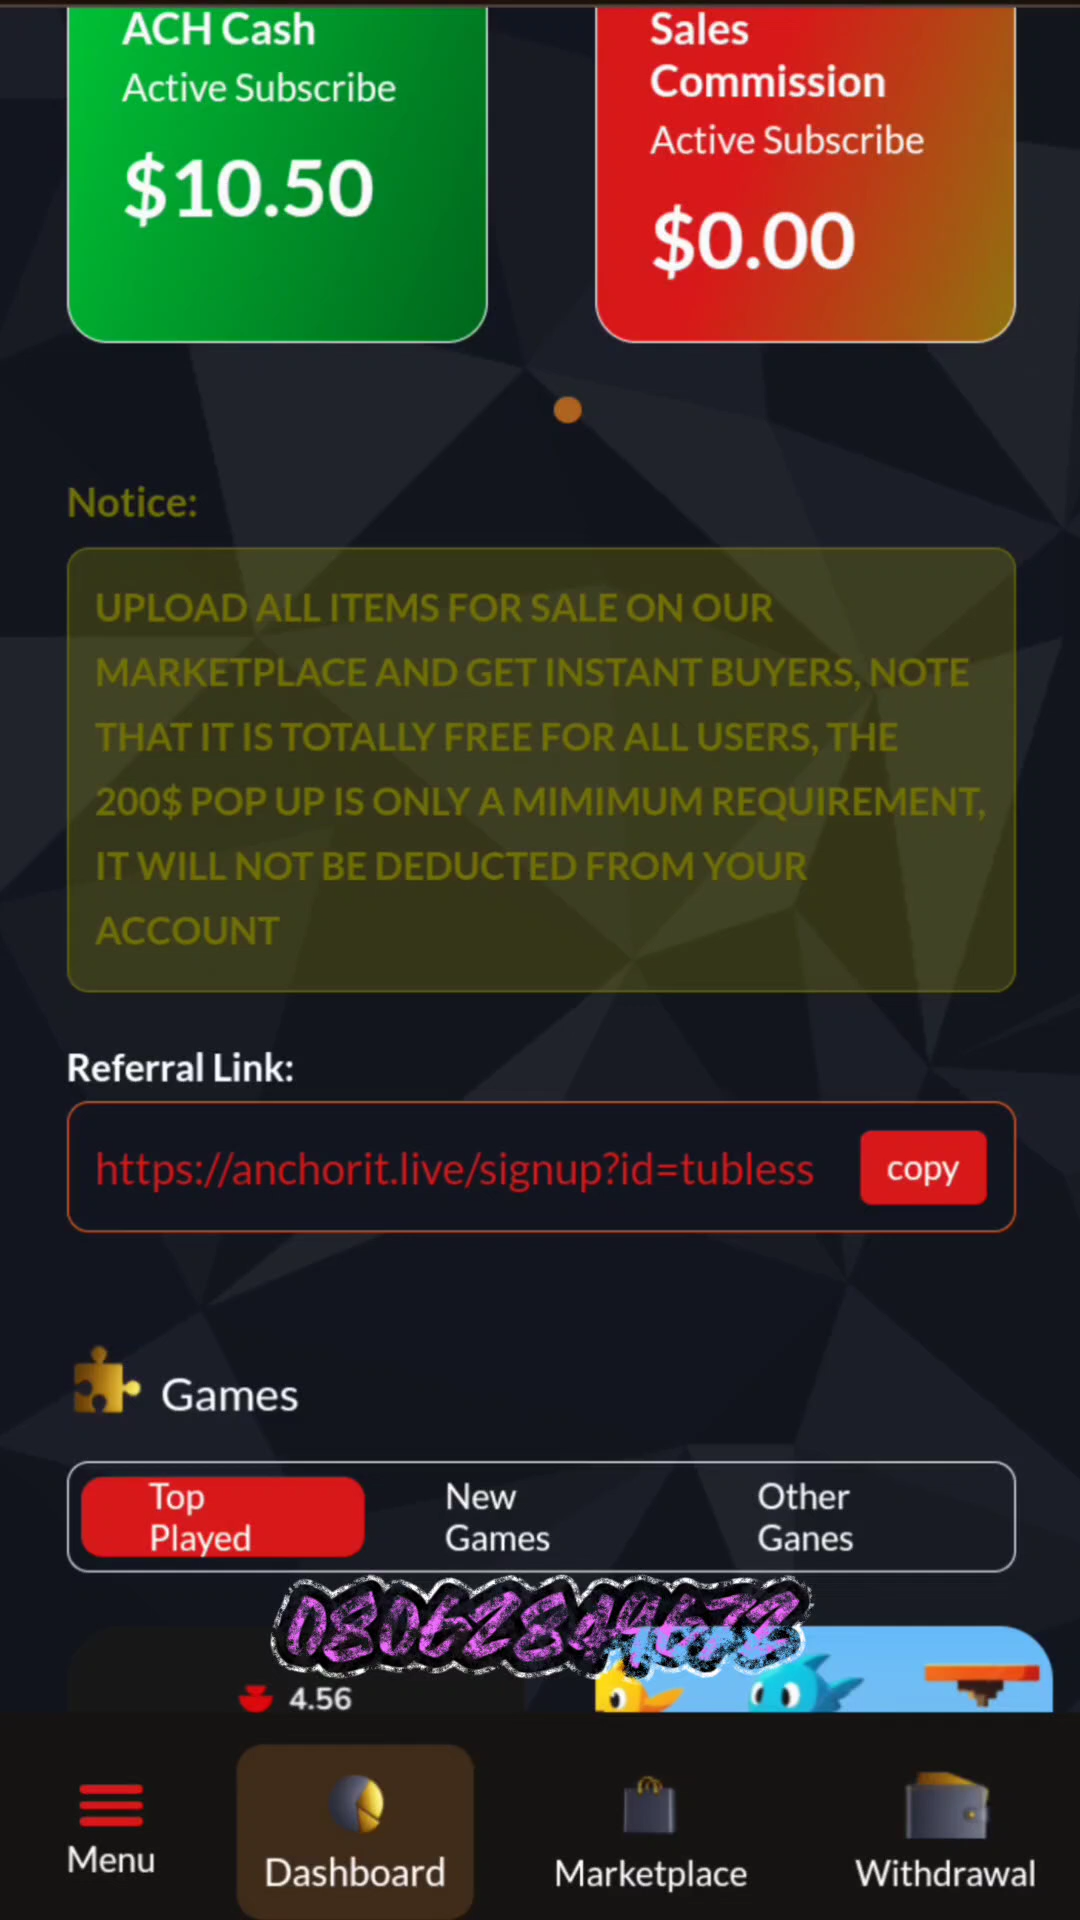 ACH Cash
Active Subscribe
$10.50
Sales
Commission
Active Subscribe
$0.00
Notice:
UPLOAD ALL ITEMS FOR SALE ON OUR
MARKETPLACE AND GET INSTANT BUYERS, NOTE
THAT IT IS TOTALLY FREE FOR ALL USERS, THE
200$ POP UP IS ONLY A MIMIMUM REQUIREMENT,
IT WILL NOT BE DEDUCTED FROM YOUR
ACCOUNT
Referral Link:
https://anchorit.live/signup?id=tubless
copy
Games
Top
Played
New
Games
Other
Ganes
4.56
Menu
Dashboard
Marketplace
Withdrawal